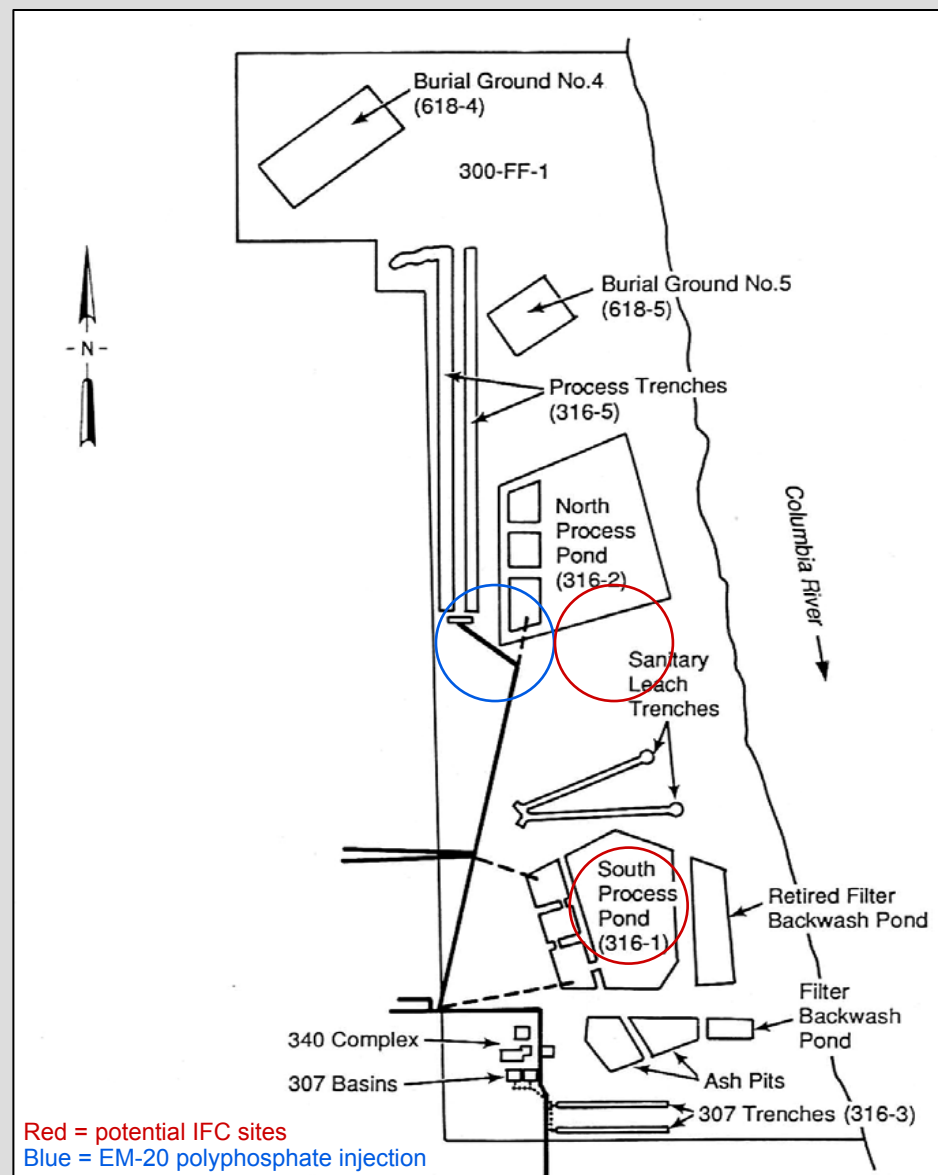 Burial Ground No.4
(618-4)
300-FF-1
Burial Ground No.5
(618-5)
- N -
Process Trenches
(316-5)
North
Process
Pond
(316-2)
Columbia River
Sanitary
Leach
Trenches
South
Process
Pond
(316-1)
Retired Filter
Backwash Pond
Filter
Backwash
Pond
340 Complex
307 Basins
Ash Pits
307 Trenches (316-3)
Red = potential IFC sites
Blue = EM-20 polyphosphate injection